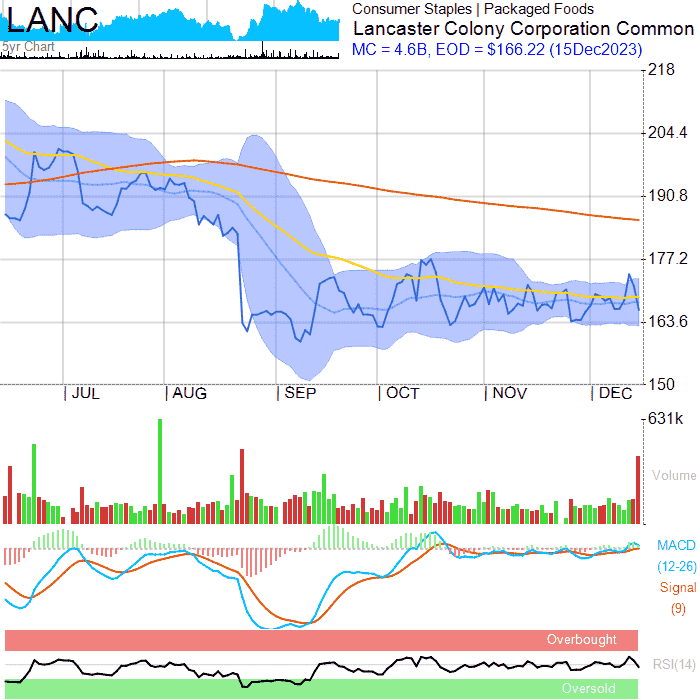 LANC
5yr Chart
Consumer Staples | Packaged Foods
Lancaster Colony Corporation Common
MC = 4.6B, EOD = $166.22 (15Dec2023)
218
204.4
190.8
177.2
163.6
150
JUL AUG SEP OCT NOV DEC
631k
Volume
MACD
(12-26)
Signal
(9)
Overbought
RSI(14)
Oversold